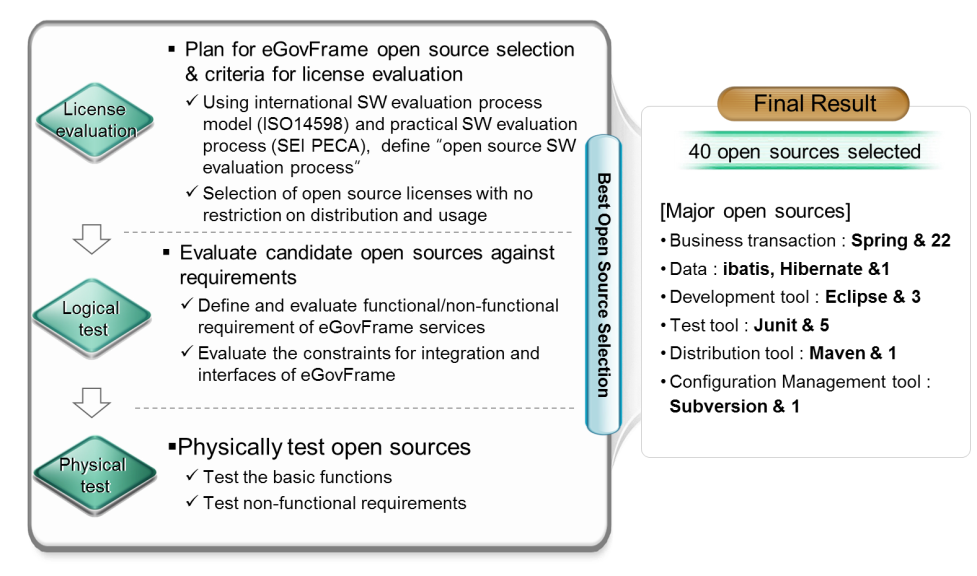 License
evaluation
▪ Plan for eGovFrame open source selection
& criteria for license evaluation
✓ Using international SW evaluation process
model (ISO14598) and practical SW evaluation
process (SEI PECA),  define “open source SW
evaluation process“
✓ Selection of open source licenses with no
restriction on distribution and usage
Logical
test
▪ Evaluate candidate open sources against
requirements
✓ Define and evaluate functional/non-functional
requirement of eGovFrame services
✓ Evaluate the constraints for integration and
interfaces of eGovFrame
Physical
test
▪Physically test open sources
✓ Test the basic functions
✓ Test non-functional requirements
Best Open Source Selection
Final Result
40 open sources selected
[Major open sources]
• Business transaction : Spring & 22
• Data : ibatis, Hibernate &1
• Development tool : Eclipse & 3
• Test tool : Junit & 5
• Distribution tool : Maven & 1
• Configuration Management tool :
Subversion & 1